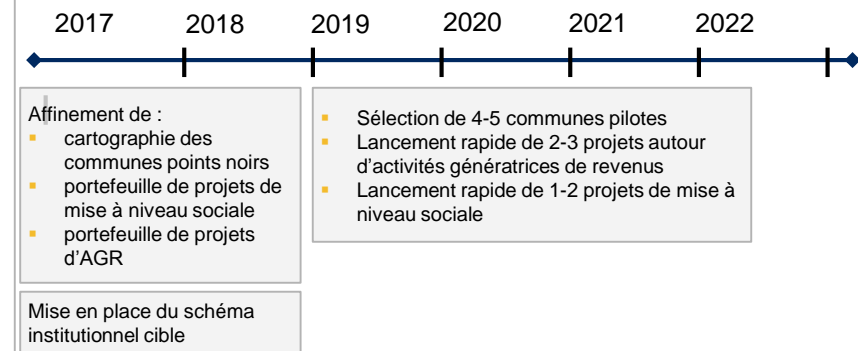 2017 2018 2019 2020 2021 2022
Affinement de :
cartographie des
communes points noirs
portefeuille de projets de
mise à niveau sociale
portefeuille de projets
d'AGR
Sélection de 4-5 communes pilotes
Lancement rapide de 2-3 projets autour
d'activités génératrices de revenus
Lancement rapide de 1-2 projets de mise à
niveau sociale
Mise en place du schéma
institutionnel cible